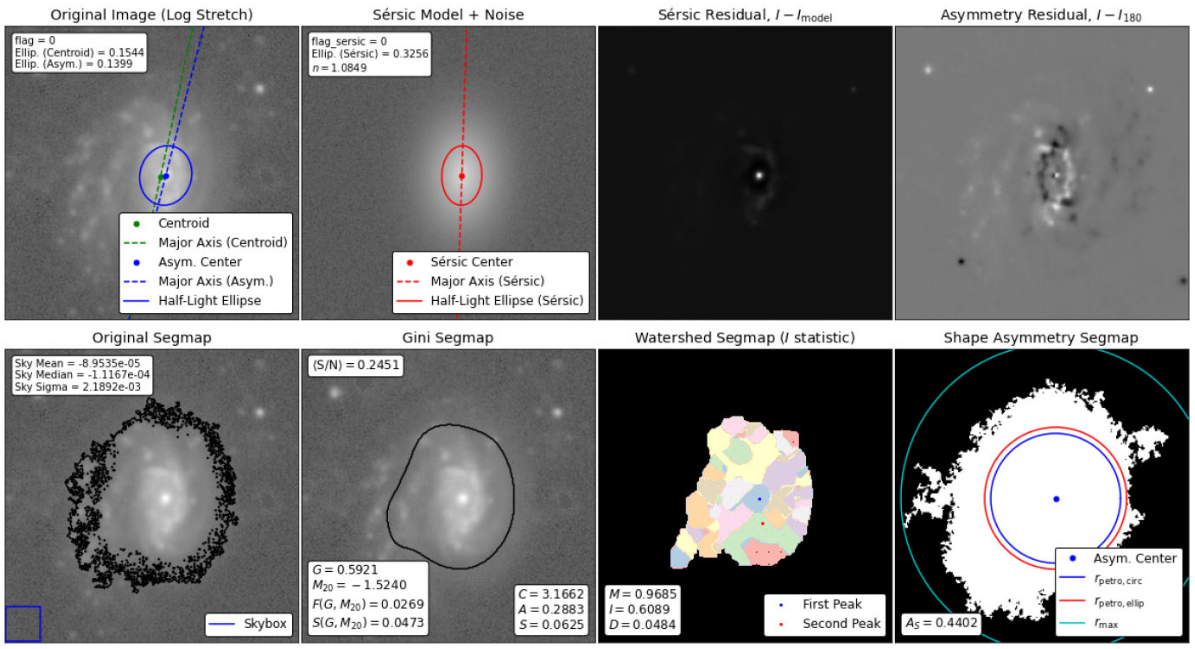 Original Image (Log Stretch)
flag = 0
Ellip. (Centroid) = 0.1544
Ellip. (Asym.) = 0.1399
Centroid
Major Axis (Centroid)
Asym. Center
Major Axis (Asym.)
Half-Light Ellipse
Sérsic Model + Noise
flag_sersic = 0
Ellip. (Sérsic) = 0.3256
n = 1.0849
Sérsic Center
Major Axis (Sérsic)
Half-Light Ellipse (Sérsic)
Sérsic Residual, I − I_model
Asymmetry Residual, I − I_180
Original Segmap
Sky Mean = -8.9535e-05
Sky Median = -1.1167e-04
Sky Sigma = 2.1892e-03
Skybox
Gini Segmap
⟨S/N⟩ = 0.2451
G = 0.5921
M_20 = −1.5240
F(G, M_20) = 0.0269
S(G, M_20) = 0.0473
C = 3.1662
A = 0.2883
S = 0.0625
Watershed Segmap (I statistic)
M = 0.9685
I = 0.6089
D = 0.0484
First Peak
Second Peak
Shape Asymmetry Segmap
A_S = 0.4402
Asym. Center
r_petro,circ
r_petro,ellip
r_max